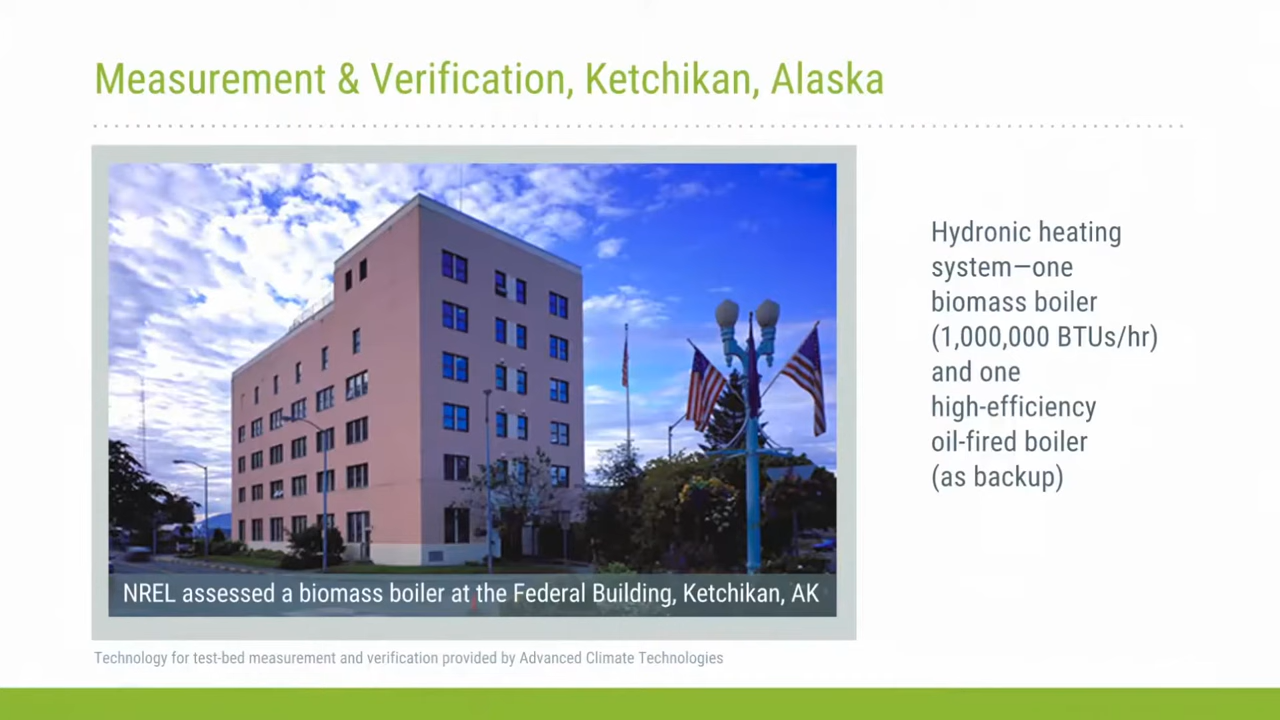 Measurement & Verification, Ketchikan, Alaska
Hydronic heating
system—one
biomass boiler
(1,000,000 BTUs/hr)
and one
high-efficiency
oil-fired boiler
(as backup)
NREL assessed a biomass boiler at the Federal Building, Ketchikan, AK
Technology for test-bed measurement and verification provided by Advanced Climate Technologies